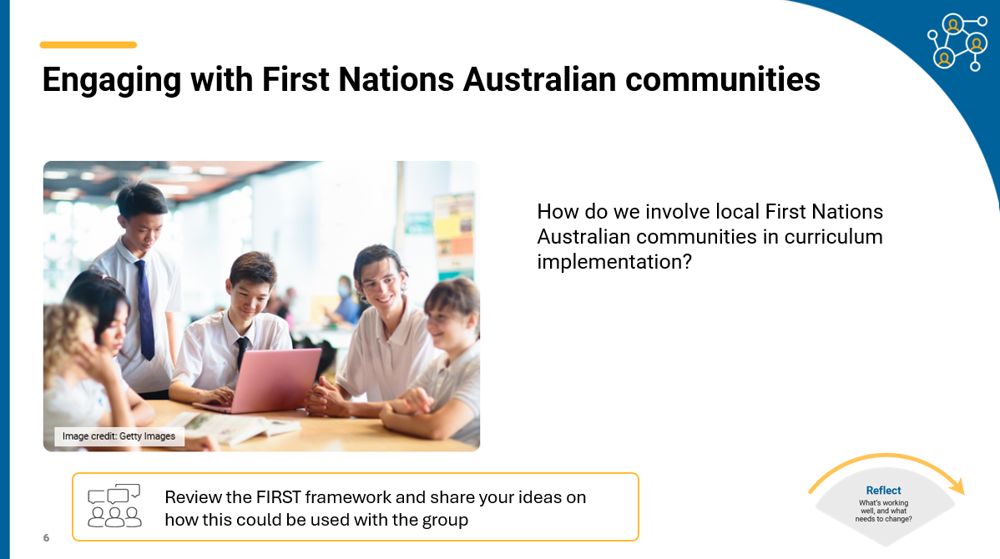 Engaging with First Nations Australian communities
How do we involve local First Nations
Australian communities in curriculum
implementation?
Image credit: Getty Images
Review the FIRST framework and share your ideas on
how this could be used with the group
Reflect
What's working
well, and what
needs to change?
6